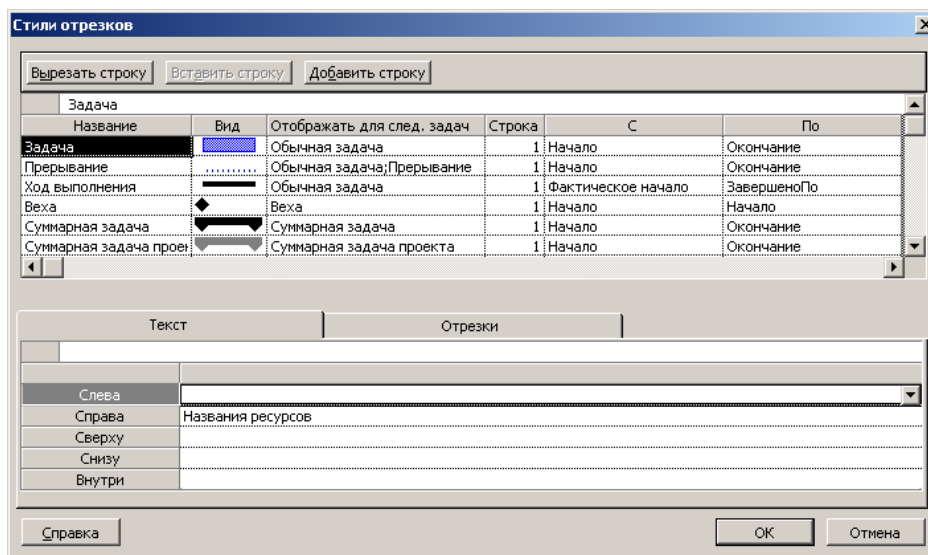 Стили отрезков
Вырезать строку Вставить строку Добавить строку
Задача
Название Вид Отображать для след. задач Строка С По
Задача Обычная задача 1 Начало Окончание
Прерывание Обычная задача;Прерывание 1 Начало Окончание
Ход выполнения Обычная задача 1 Фактическое начало ЗавершеноПо
Веха Веха 1 Начало Начало
Суммарная задача Суммарная задача 1 Начало Окончание
Суммарная задача проек Суммарная задача проекта 1 Начало Окончание
Текст Отрезки
Слева
Справа Названия ресурсов
Сверху
Снизу
Внутри
Справка ОК Отмена